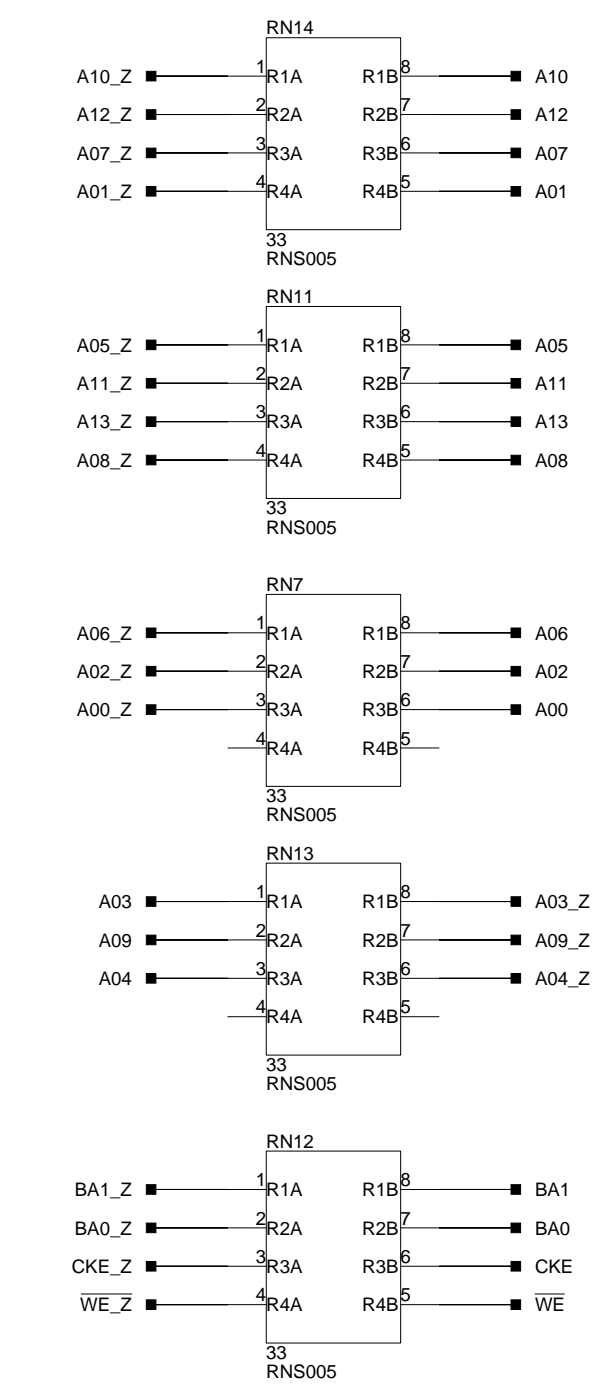 RN14
A10_Z 1 R1A R1B 8 A10
A12_Z 2 R2A R2B 7 A12
A07_Z 3 R3A R3B 6 A07
A01_Z 4 R4A R4B 5 A01
33
RNS005
RN11
A05_Z 1 R1A R1B 8 A05
A11_Z 2 R2A R2B 7 A11
A13_Z 3 R3A R3B 6 A13
A08_Z 4 R4A R4B 5 A08
33
RNS005
RN7
A06_Z 1 R1A R1B 8 A06
A02_Z 2 R2A R2B 7 A02
A00_Z 3 R3A R3B 6 A00
4 R4A R4B 5
33
RNS005
RN13
A03 1 R1A R1B 8 A03_Z
A09 2 R2A R2B 7 A09_Z
A04 3 R3A R3B 6 A04_Z
4 R4A R4B 5
33
RNS005
RN12
BA1_Z 1 R1A R1B 8 BA1
BA0_Z 2 R2A R2B 7 BA0
CKE_Z 3 R3A R3B 6 CKE
W̅E̅_̅Z̅ 4 R4A R4B 5 W̅E̅
33
RNS005